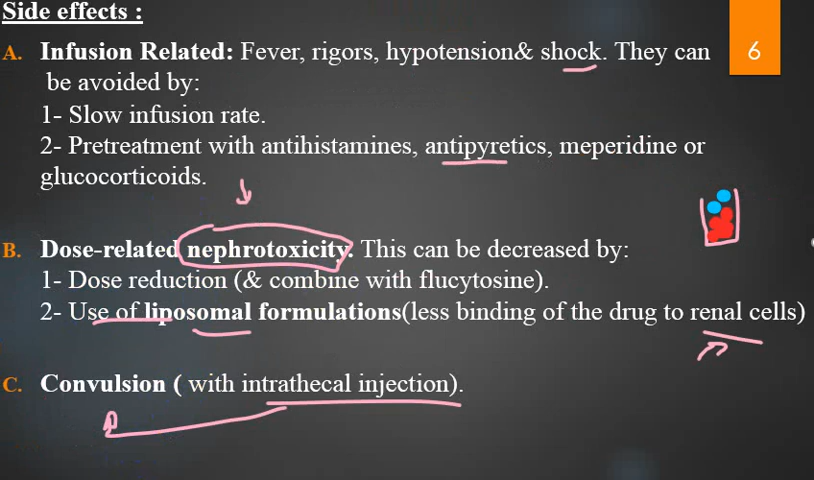 Side effects :
6
A. Infusion Related: Fever, rigors, hypotension& shock. They can
be avoided by:
1- Slow infusion rate.
2- Pretreatment with antihistamines, antipyretics, meperidine or
glucocorticoids.
B. Dose-related nephrotoxicity. This can be decreased by:
1- Dose reduction (& combine with flucytosine).
2- Use of liposomal formulations(less binding of the drug to renal cells)
C. Convulsion ( with intrathecal injection).